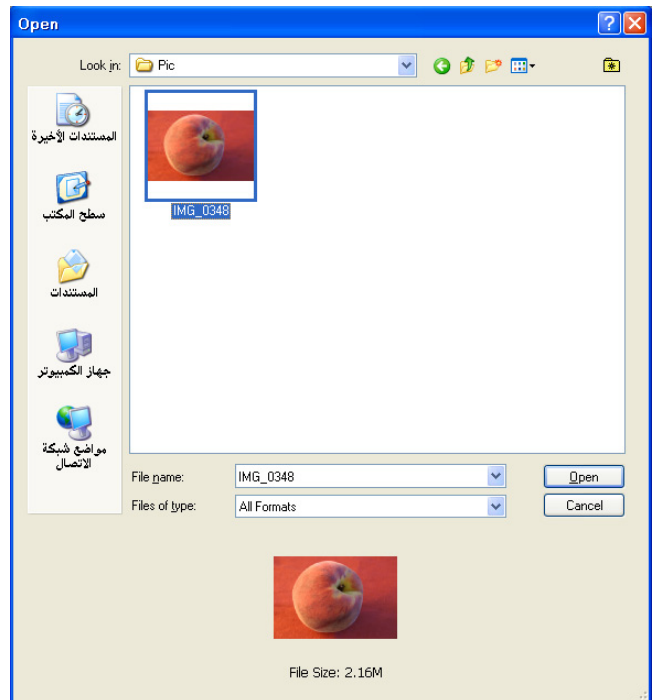 Open
Look in:
Pic
المستندات الأخيرة
سطح المكتب
المستندات
جهاز الكمبيوتر
مواضع شبكة
الاتصال
IMG_0348
File name:
IMG_0348
Open
Files of type:
All Formats
Cancel
File Size: 2.16M